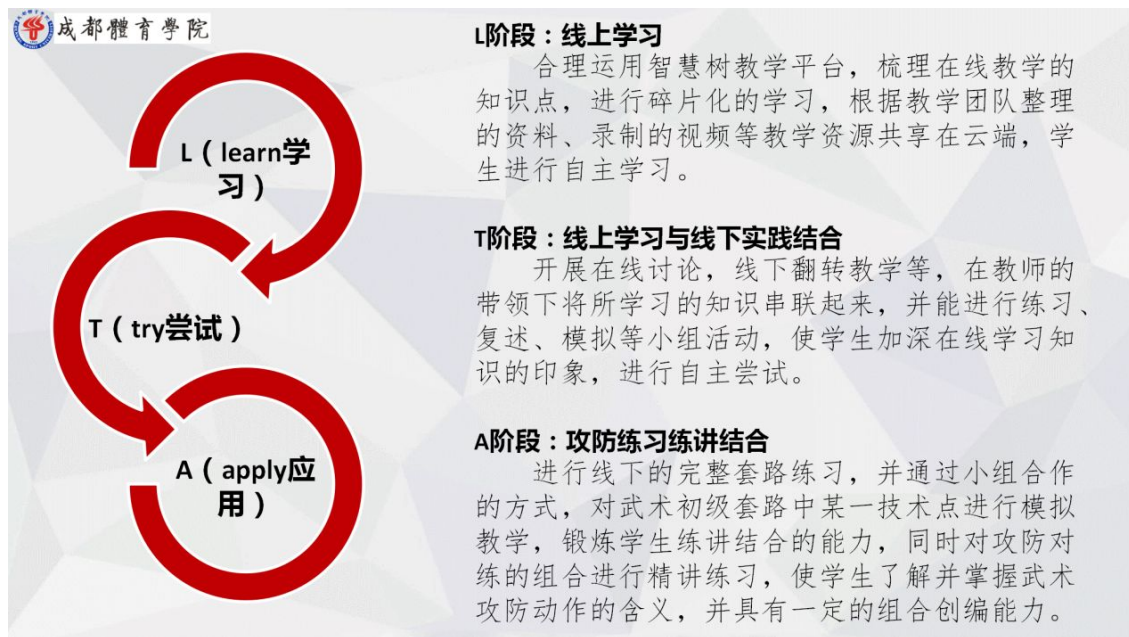 成都體育學院
L（learn学
习）
T（try尝试）
A（apply应
用）
L阶段：线上学习
合理运用智慧树教学平台，梳理在线教学的
知识点，进行碎片化的学习，根据教学团队整理
的资料、录制的视频等教学资源共享在云端，学
生进行自主学习。
T阶段：线上学习与线下实践结合
开展在线讨论，线下翻转教学等，在教师的
带领下将所学习的知识串联起来，并能进行练习、
复述、模拟等小组活动，使学生加深在线学习知
识的印象，进行自主尝试。
A阶段：攻防练习练讲结合
进行线下的完整套路练习，并通过小组合作
的方式，对武术初级套路中某一技术点进行模拟
教学，锻炼学生练讲结合的能力，同时对攻防对
练的组合进行精讲练习，使学生了解并掌握武术
攻防动作的含义，并具有一定的组合创编能力。